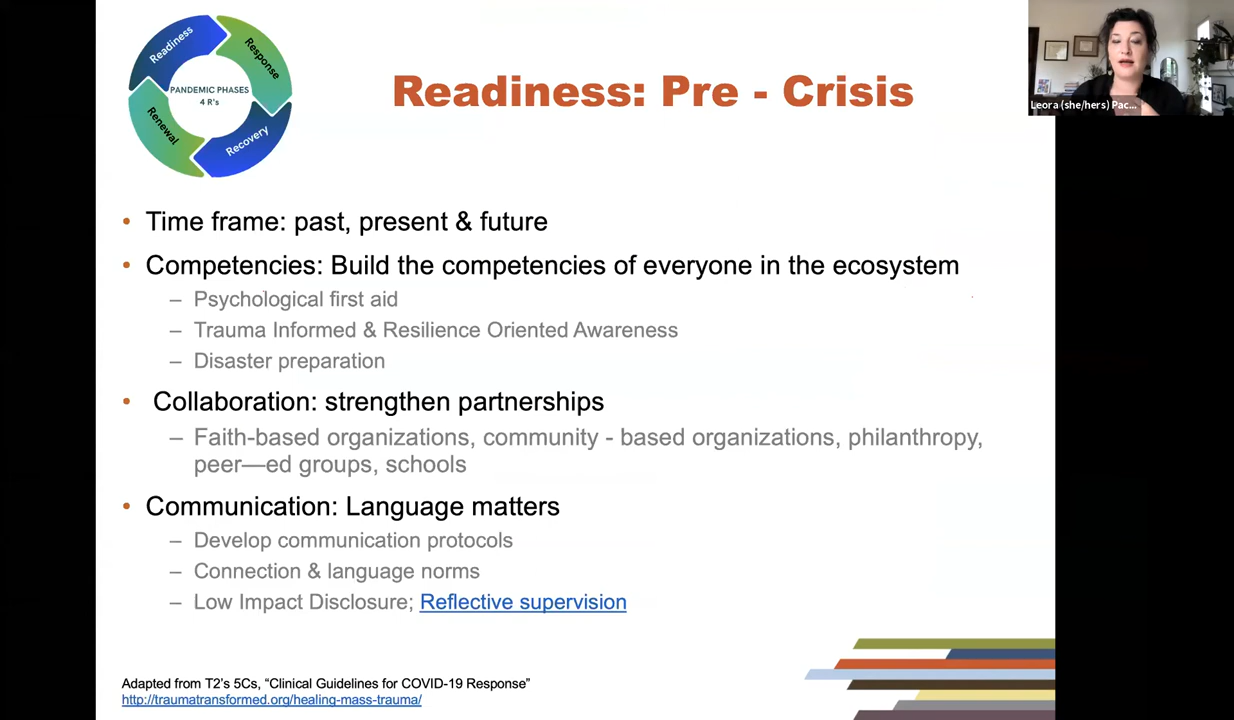 Readiness
Response
PANDEMIC PHASES
4 R's
Renewal
Recovery
Readiness: Pre - Crisis
Leora (she/hers) Pac...
• Time frame: past, present & future
• Competencies: Build the competencies of everyone in the ecosystem
– Psychological first aid
– Trauma Informed & Resilience Oriented Awareness
– Disaster preparation
• Collaboration: strengthen partnerships
– Faith-based organizations, community - based organizations, philanthropy,
peer—ed groups, schools
• Communication: Language matters
– Develop communication protocols
– Connection & language norms
– Low Impact Disclosure; Reflective supervision
Adapted from T2's 5Cs, “Clinical Guidelines for COVID-19 Response”
http://traumatransformed.org/healing-mass-trauma/